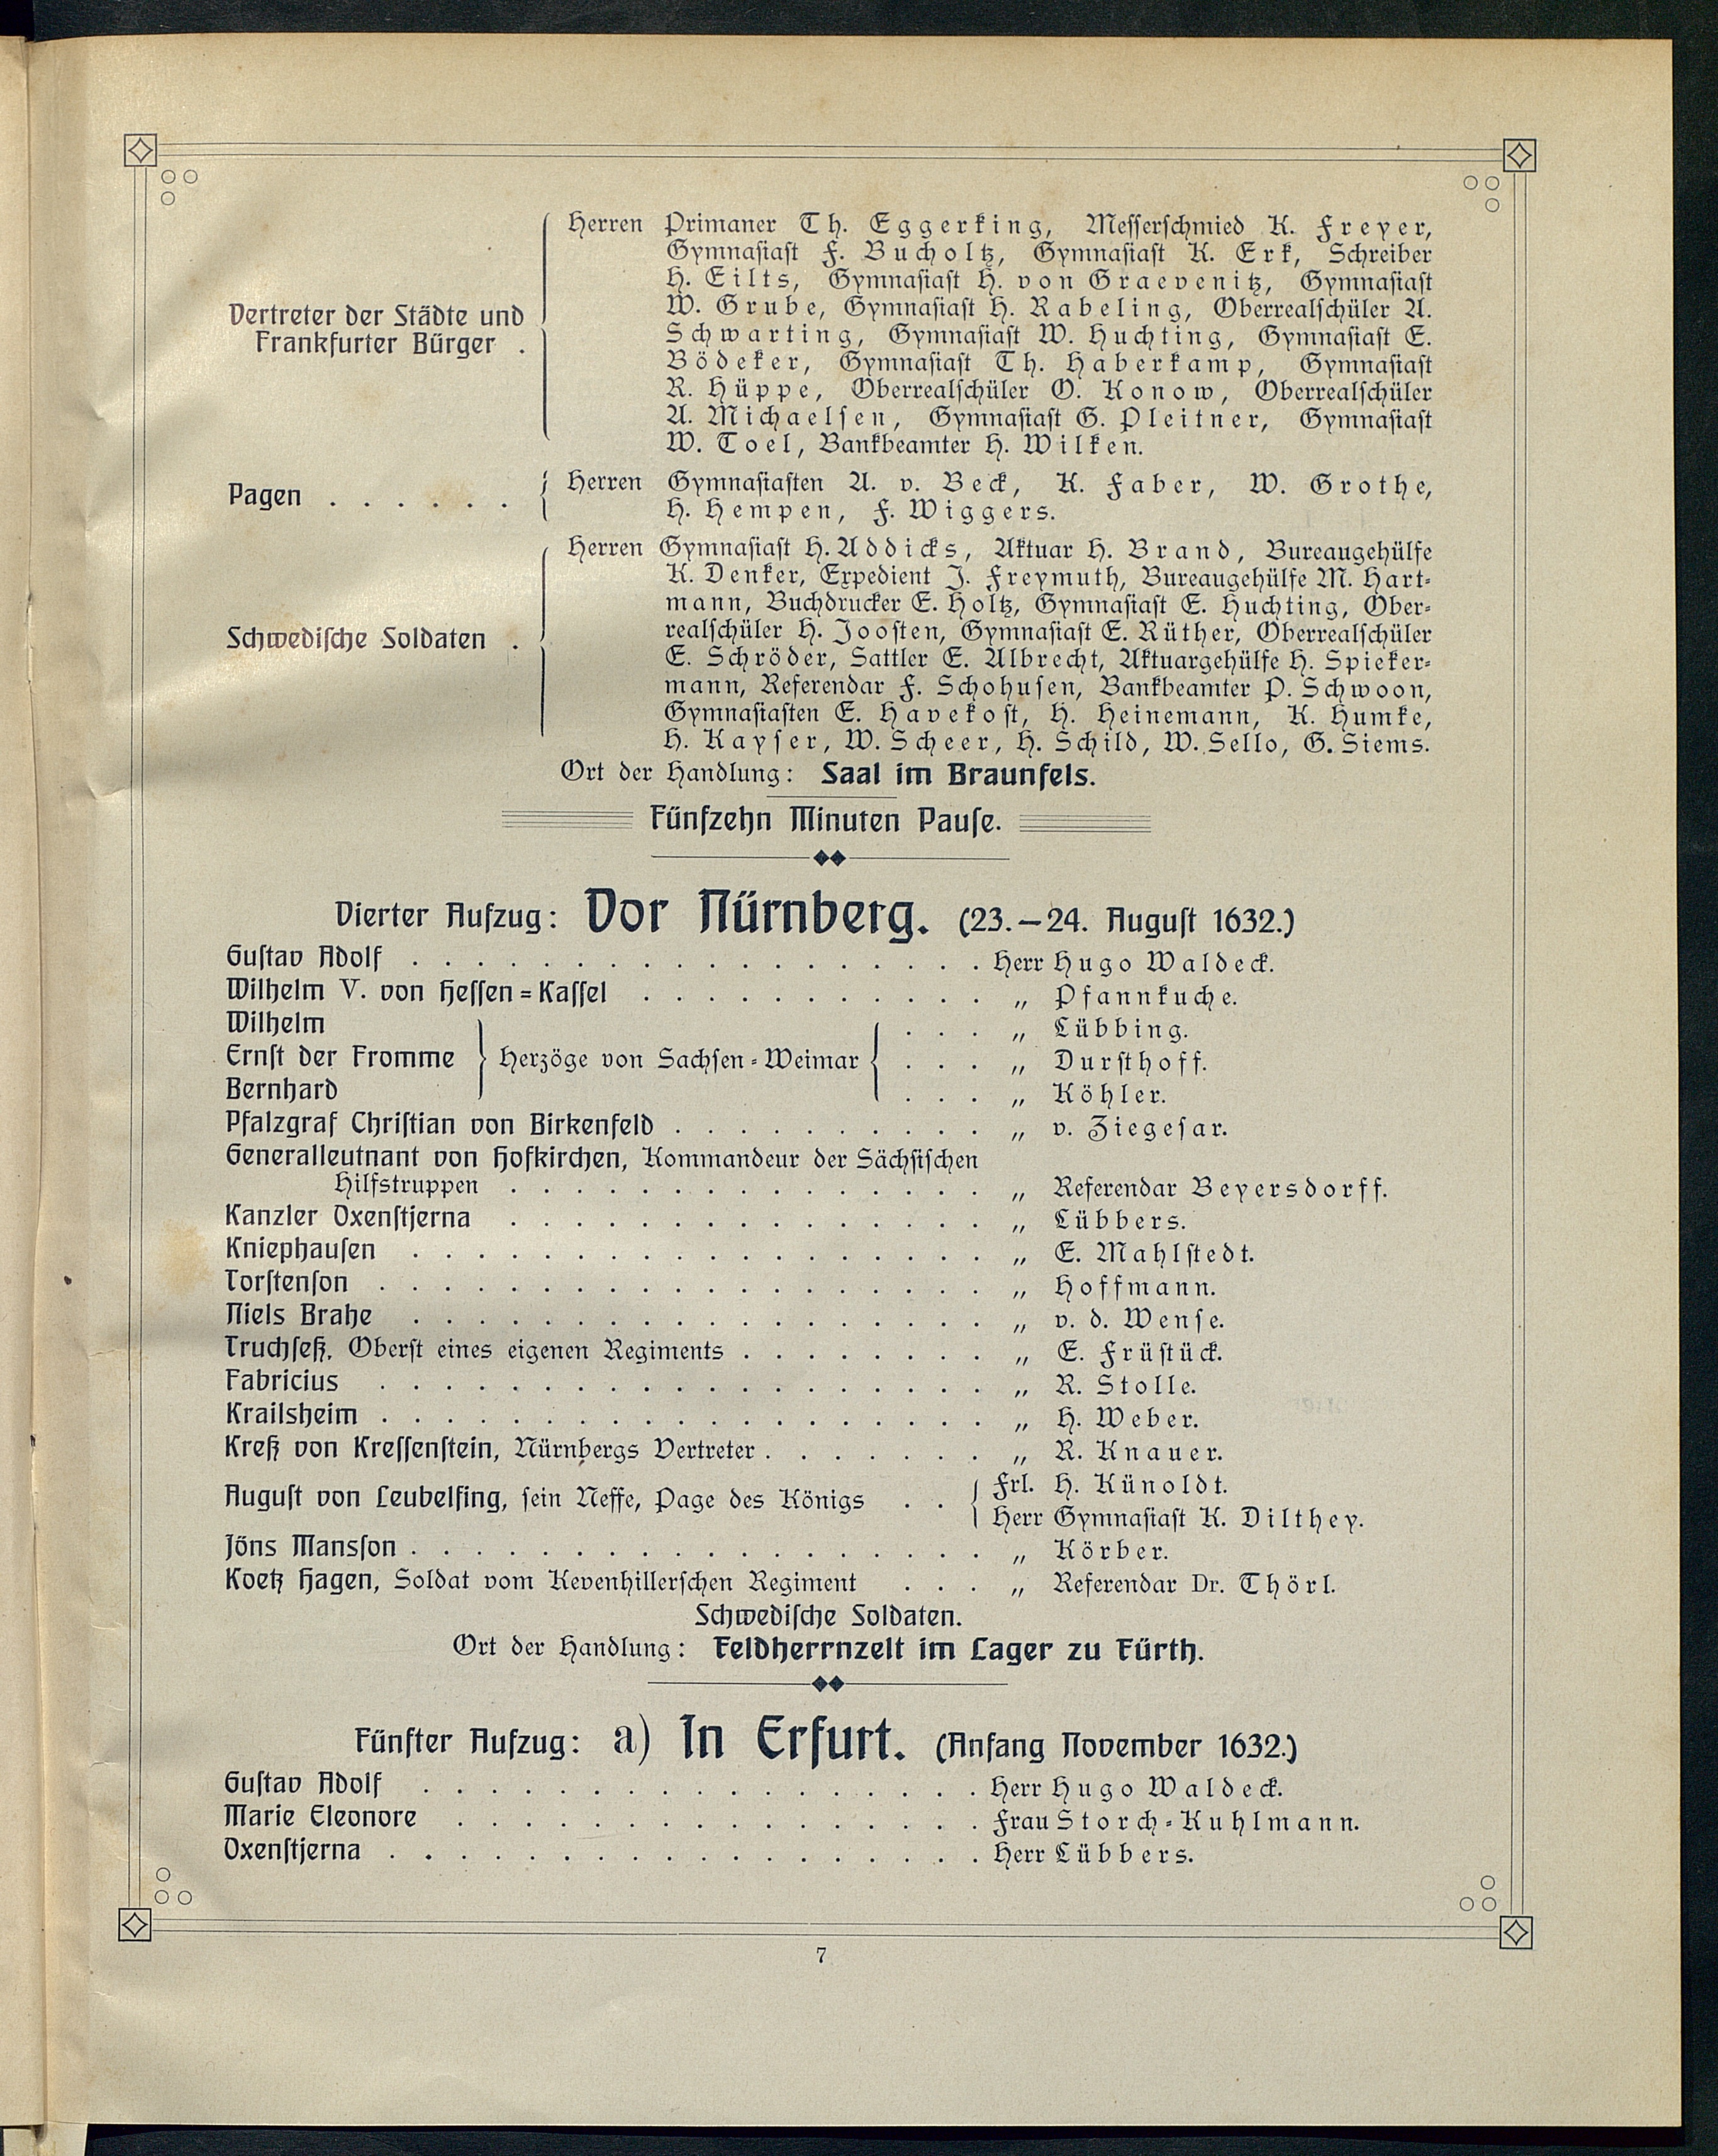 Herren Primaner Th. Eggerking, Messerschmied K. Freyer,
Gymnasiast F. Bucholtz, Gymnasiast K. Erk, Schreiber
H. Eilts, Gymnasiast H. von Graevenitz, Gymnasiast
W. Grube, Gymnasiast H. Rabeling, Oberrealschüler A.
Vertreter der Städte und
Schwarting, Gymnasiast W. Huchting, Gymnasiast E.
Frankfurter Bürger .
Bödeker, Gymnasiast Th. Haberkamp, Gymnasiast
R. Hüppe, Oberrealschüler O. Konow, Oberrealschüler
A. Michaelsen, Gymnasiast G. Pleitner, Gymnasiast
W. Toel, Bankbeamter H. Wilken.
Pagen . . . . . . Herren Gymnasiasten A. v. Beck, K. Faber, W. Grothe,
H. Hempen, F. Wiggers.
Herren Gymnasiast H. Addicks, Aktuar H. Brand, Bureaugehülfe
K. Denker, Expedient J. Freymuth, Bureaugehülfe M. Hart-
mann, Buchdrucker E. Holtz, Gymnasiast E. Huchting, Ober-
Schwedische Soldaten .
realschüler H. Joosten, Gymnasiast E. Rüther, Oberrealschüler
E. Schröder, Sattler E. Albrecht, Aktuargehülfe H. Spieker-
mann, Referendar F. Schohusen, Bankbeamter P. Schwoon,
Gymnasiasten E. Havekost, H. Heinemann, K. Humke,
H. Kayser, W. Scheer, H. Schild, W. Sello, G. Siems.
Ort der Handlung: Saal im Braunfels.
Fünfzehn Minuten Pause.
Vierter Aufzug: Vor Nürnberg. (23.–24. August 1632.)
Gustav Adolf . . . . . . . . . . . . . . . . . . Herr Hugo Waldeck.
Wilhelm V. von Hessen-Kassel . . . . . . . . . . . „ Pfannkuche.
Wilhelm . . . „ Lübbing.
Ernst der Fromme } Herzöge von Sachsen-Weimar { . . . „ Dursthoff.
Bernhard . . . „ Köhler.
Pfalzgraf Christian von Birkenfeld . . . . . . . . . . „ v. Ziegesar.
Generalleutnant von Hofkirchen, Kommandeur der Sächsischen
Hilfstruppen . . . . . . . . . . . . . . . „ Referendar Beyersdorff.
Kanzler Oxenstjerna . . . . . . . . . . . . . . . „ Lübbers.
Kniephausen . . . . . . . . . . . . . . . . . . „ E. Mahlstedt.
Torstenson . . . . . . . . . . . . . . . . . . . „ Hoffmann.
Niels Brahe . . . . . . . . . . . . . . . . . . „ v. d. Wense.
Truchseß, Oberst eines eigenen Regiments . . . . . . . . „ E. Früstück.
Fabricius . . . . . . . . . . . . . . . . . . . „ R. Stolle.
Krailsheim . . . . . . . . . . . . . . . . . . . „ H. Weber.
Kreß von Kressenstein, Nürnbergs Vertreter . . . . . . . „ R. Knauer.
August von Leubelfing, sein Neffe, Page des Königs . . { Frl. H. Künoldt.
Herr Gymnasiast K. Dilthey.
Jöns Mansson . . . . . . . . . . . . . . . . . . „ Körber.
Koetz Hagen, Soldat vom Kevenhillerschen Regiment . . . „ Referendar Dr. Thörl.
Schwedische Soldaten.
Ort der Handlung: Feldherrnzelt im Lager zu Fürth.
Fünfter Aufzug: a) In Erfurt. (Anfang November 1632.)
Gustav Adolf . . . . . . . . . . . . . . . . . Herr Hugo Waldeck.
Marie Eleonore . . . . . . . . . . . . . . . . Frau Storch-Kuhlmann.
Oxenstjerna . . . . . . . . . . . . . . . . . . Herr Lübbers.
7